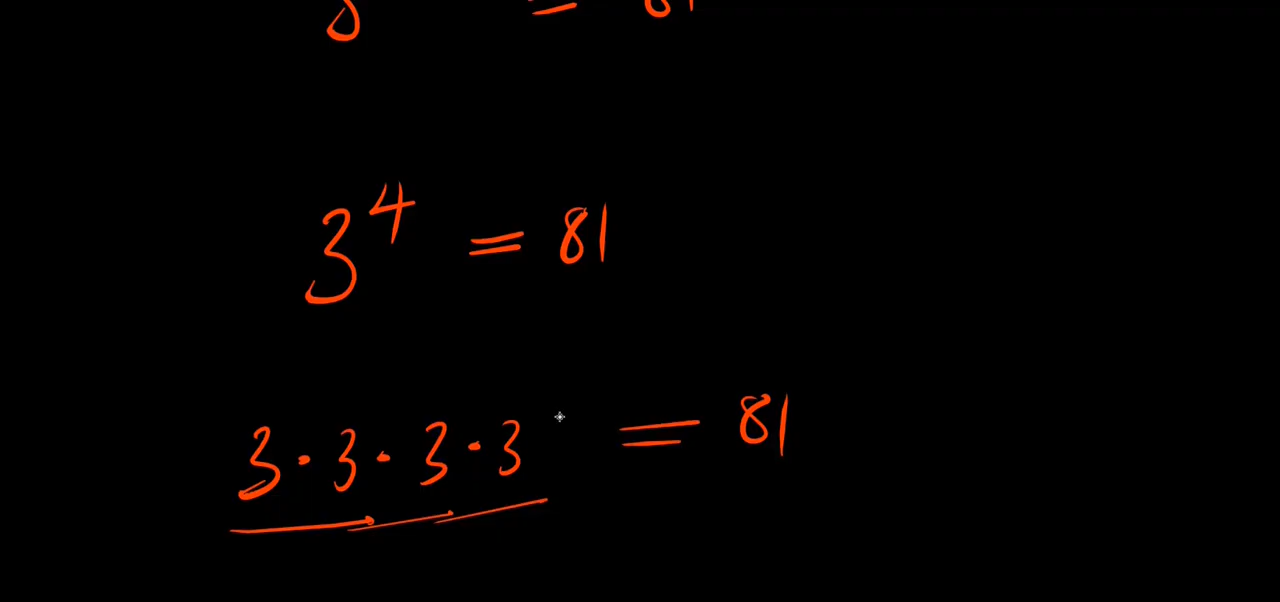 3⁴ = 81
3 · 3 · 3 · 3 = 81